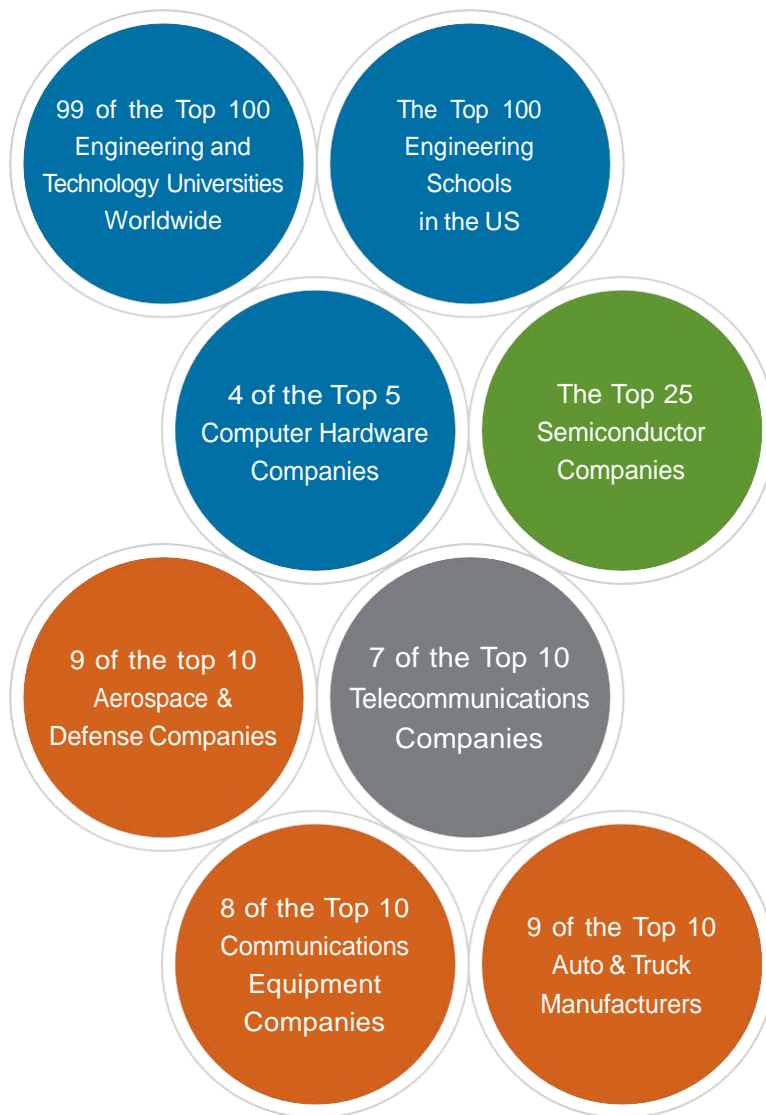 99 of the Top 100
Engineering and
Technology Universities
Worldwide
The Top 100
Engineering
Schools
in the US
4 of the Top 5
Computer Hardware
Companies
The Top 25
Semiconductor
Companies
9 of the top 10
Aerospace &
Defense Companies
7 of the Top 10
Telecommunications
Companies
8 of the Top 10
Communications
Equipment
Companies
9 of the Top 10
Auto & Truck
Manufacturers